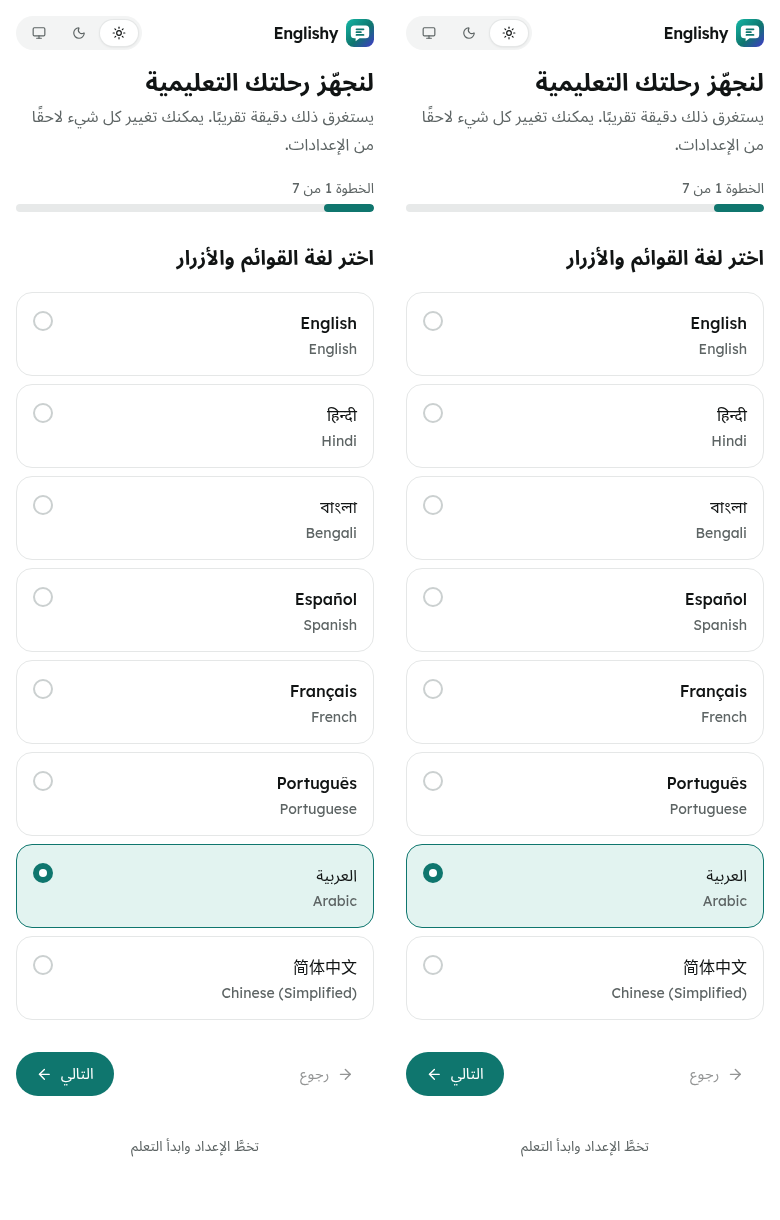 Englishy
لنجهّز رحلتك التعليمية
يستغرق ذلك دقيقة تقريبًا. يمكنك تغيير كل شيء لاحقًا
من الإعدادات.
الخطوة 1 من 7
اختر لغة القوائم والأزرار
English
English
हिन्दी
Hindi
বাংলা
Bengali
Español
Spanish
Français
French
Português
Portuguese
العربية
Arabic
简体中文
Chinese (Simplified)
رجوع
التالي
تخطَّ الإعداد وابدأ التعلم
Englishy
لنجهّز رحلتك التعليمية
يستغرق ذلك دقيقة تقريبًا. يمكنك تغيير كل شيء لاحقًا
من الإعدادات.
الخطوة 1 من 7
اختر لغة القوائم والأزرار
English
English
हिन्दी
Hindi
বাংলা
Bengali
Español
Spanish
Français
French
Português
Portuguese
العربية
Arabic
简体中文
Chinese (Simplified)
رجوع
التالي
تخطَّ الإعداد وابدأ التعلم